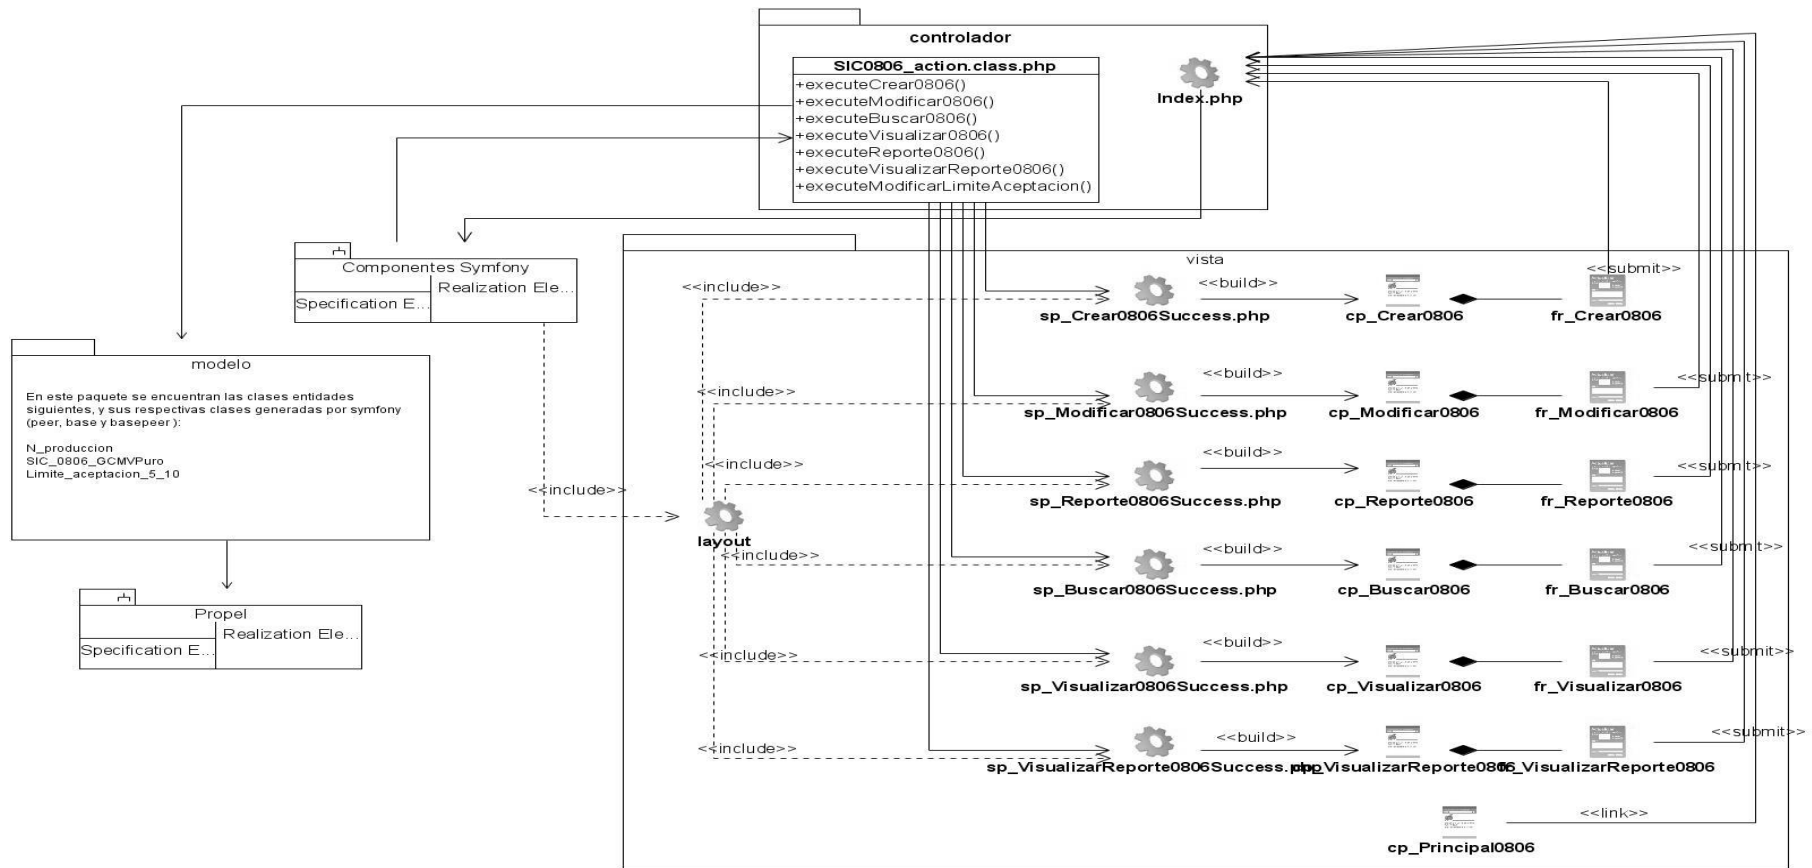 controlador
SIC0806_action.class.php
+executeCrear0806()
+executeModificar0806()
+executeBuscar0806()
+executeVisualizar0806()
+executeReporte0806()
+executeVisualizarReporte0806()
+executeModificarLimiteAceptacion()
Index.php
Componentes Symfony
Specification E...
Realization Ele...
modelo
En este paquete se encuentran las clases entidades
siguientes, y sus respectivas clases generadas por symfony
(peer, base y basepeer ):
N_produccion
SIC_0806_GCMVPuro
Limite_aceptacion_5_10
Propel
Specification E...
Realization Ele...
<<include>>
vista
layout
<<include>>
sp_Crear0806Success.php
<<build>>
cp_Crear0806
<<submit>>
fr_Crear0806
<<include>>
sp_Modificar0806Success.php
<<build>>
cp_Modificar0806
<<submit>>
fr_Modificar0806
<<include>>
sp_Reporte0806Success.php
<<build>>
cp_Reporte0806
<<submit>>
fr_Reporte0806
<<include>>
sp_Buscar0806Success.php
<<build>>
cp_Buscar0806
<<submit>>
fr_Buscar0806
<<include>>
sp_Visualizar0806Success.php
<<build>>
cp_Visualizar0806
<<submit>>
fr_Visualizar0806
<<include>>
sp_VisualizarReporte0806Success.php
<<build>>
cp_VisualizarReporte0806
<<submit>>
fr_VisualizarReporte0806
<<link>>
cp_Principal0806